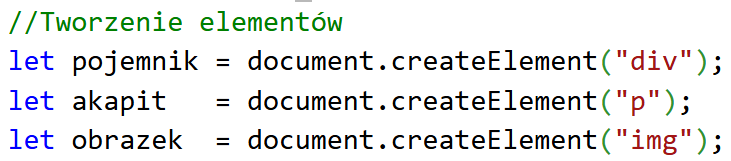 //Tworzenie elementów
let pojemnik = document.createElement("div");
let akapit   = document.createElement("p");
let obrazek  = document.createElement("img");